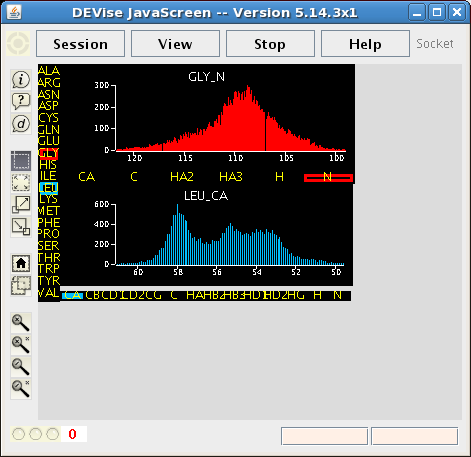 DEVise JavaScreen -- Version 5.14.3x1
Session View Stop Help Socket
ALA
ARG
ASN
ASP
CYS
GLN
GLU
GLY
HIS
ILE
LEU
LYS
MET
PHE
PRO
SER
THR
TRP
TYR
VAL
GLY_N
300
200
100
0
120 115 110 105 100
CA C HA2 HA3 H N
LEU_CA
600
400
200
0
60 58 56 54 52 50
CA CB CD1 CD2 CG C HA HB2 HB3 HD1 HD2 HG H N
0